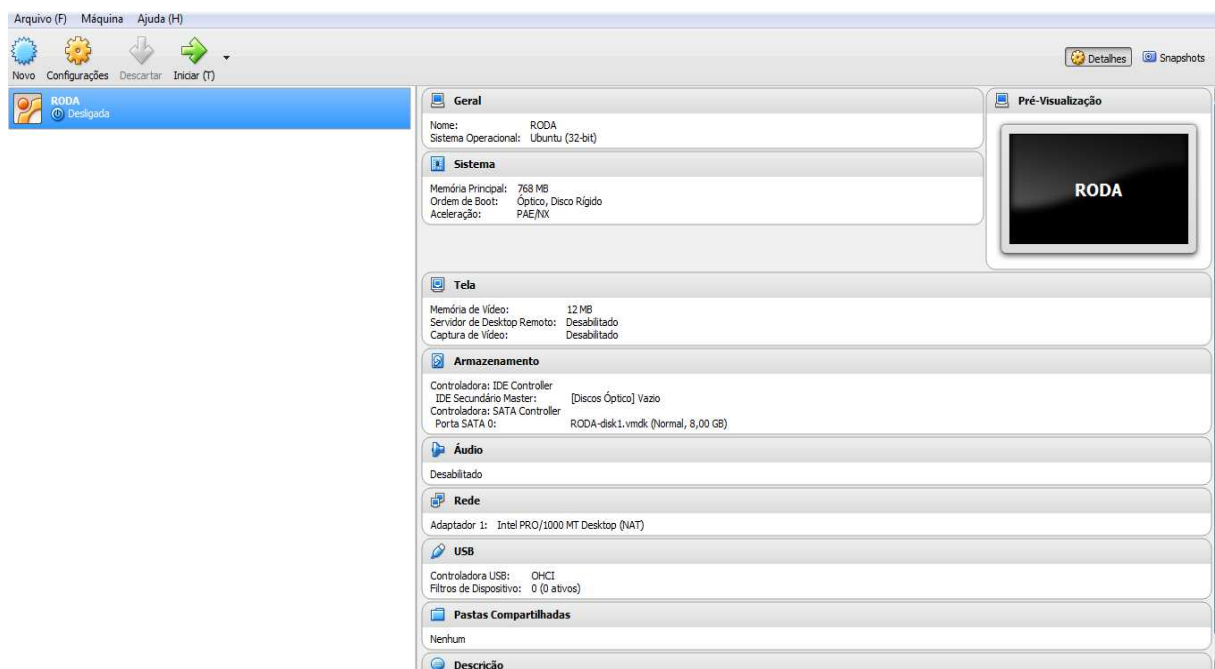 Arquivo (F) Máquina Ajuda (H)
Novo Configurações Descartar Iniciar (T)
Detalhes Snapshots
RODA
Desligada
Geral
Nome: RODA
Sistema Operacional: Ubuntu (32-bit)
Pré-Visualização
RODA
Sistema
Memória Principal: 768 MB
Ordem de Boot: Óptico, Disco Rígido
Aceleração: PAE/NX
Tela
Memória de Vídeo: 12 MB
Servidor de Desktop Remoto: Desabilitado
Captura de Vídeo: Desabilitado
Armazenamento
Controladora: IDE Controller
IDE Secundário Master: [Discos Óptico] Vazio
Controladora: SATA Controller
Porta SATA 0: RODA-disk1.vmdk (Normal, 8,00 GB)
Áudio
Desabilitado
Rede
Adaptador 1: Intel PRO/1000 MT Desktop (NAT)
USB
Controladora USB: OHCI
Filtros de Dispositivo: 0 (0 ativos)
Pastas Compartilhadas
Nenhum
Descrição